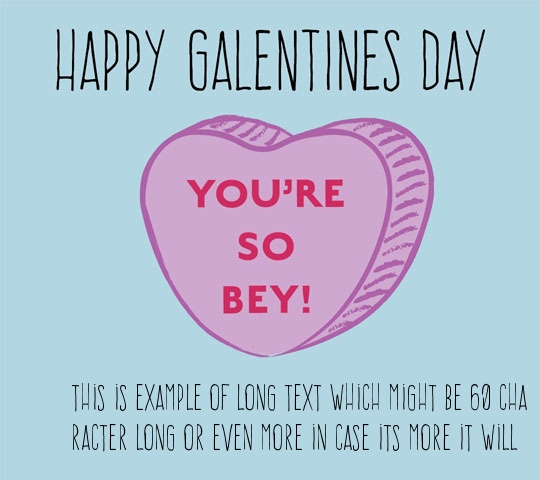 HAPPY GALENTINES DAY
YOU'RE
SO
BEY!
THIS IS EXAMPLE OF LONG TEXT WHICH MIGHT BE 60 CHA
RACTER LONG OR EVEN MORE IN CASE ITS MORE IT WILL